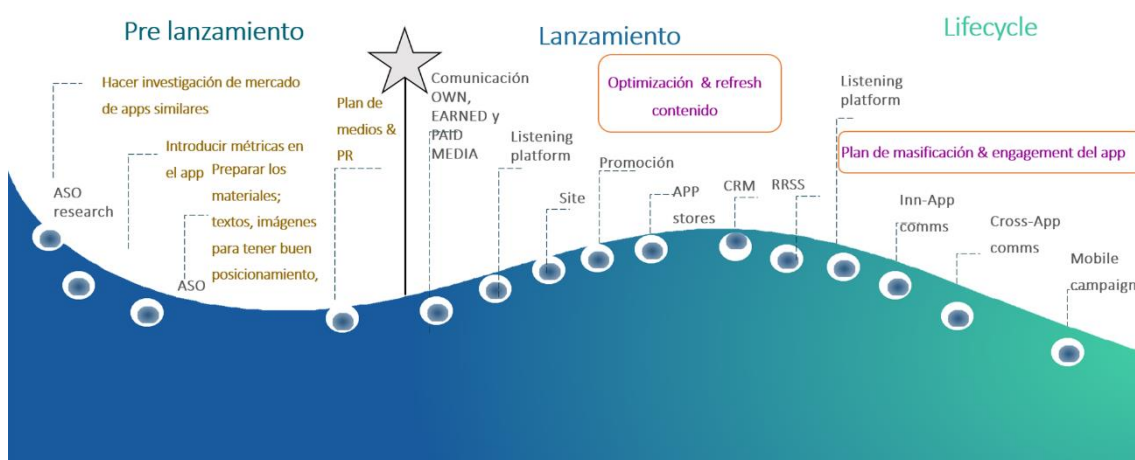 Pre lanzamiento
Lanzamiento
Lifecycle
Hacer investigación de mercado
de apps similares
ASO
research
Introducir métricas en
el app
Preparar los
materiales;
textos, imágenes
para tener buen
posicionamiento,
ASO
Plan de
medios &
PR
Comunicación
OWN,
EARNED y
PAID
MEDIA
Listening
platform
Site
Optimización & refresh
contenido
Promoción
APP
stores
CRM
RRSS
Listening
platform
Plan de masificación & engagement del app
Inn-App
comms
Cross-App
comms
Mobile
campaign